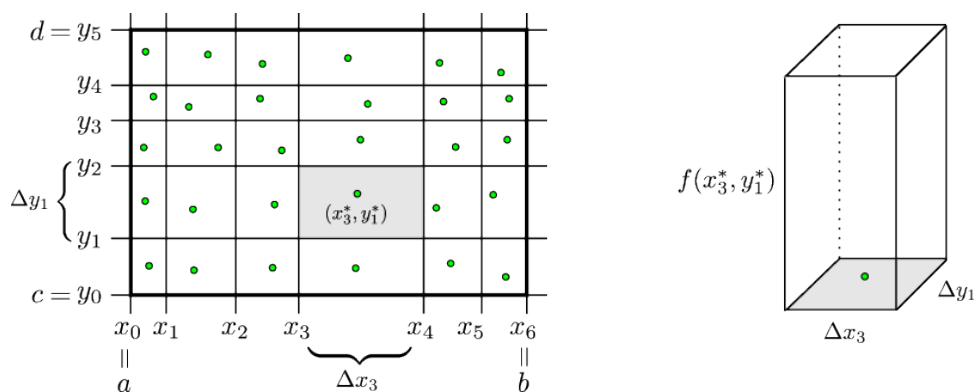 d = y₅
y₄
y₃
y₂
Δy₁
(x₃*, y₁*)
y₁
c = y₀
x₀ x₁ x₂ x₃ x₄ x₅ x₆
||
||
a
Δx₃
b
f(x₃*, y₁*)
Δy₁
Δx₃